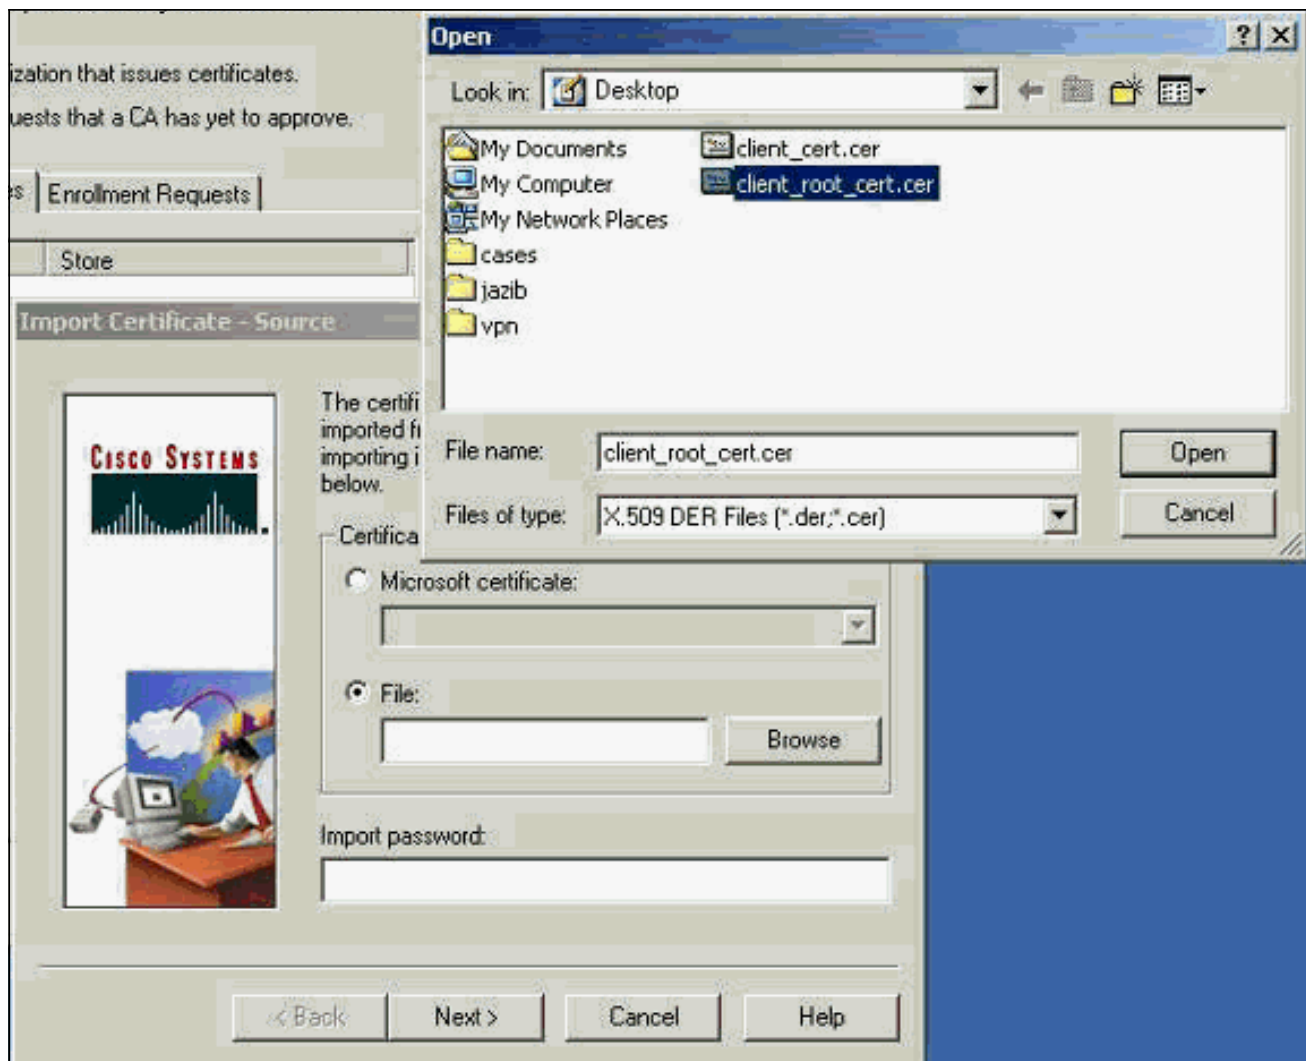 Open
ization that issues certificates.
Look in: Desktop
uests that a CA has yet to approve.
My Documents
client_cert.cer
My Computer
client_root_cert.cer
Enrollment Requests
My Network Places
cases
Store
jazib
vpn
Import Certificate - Source
The certifi
imported f
importing i
below.
File name: client_root_cert.cer
Open
CISCO SYSTEMS
Files of type: X.509 DER Files (*.der;*.cer)
Cancel
Certifica
Microsoft certificate:
File:
Browse
Import password:
< Back
Next >
Cancel
Help